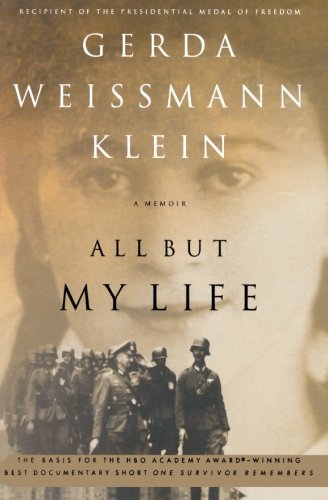 RECIPIENT OF THE PRESIDENTIAL MEDAL OF FREEDOM
GERDA
WEISSMANN
KLEIN
A MEMOIR
ALL BUT
MY LIFE
THE BASIS FOR THE HBO ACADEMY AWARD®-WINNING
BEST DOCUMENTARY SHORT ONE SURVIVOR REMEMBERS